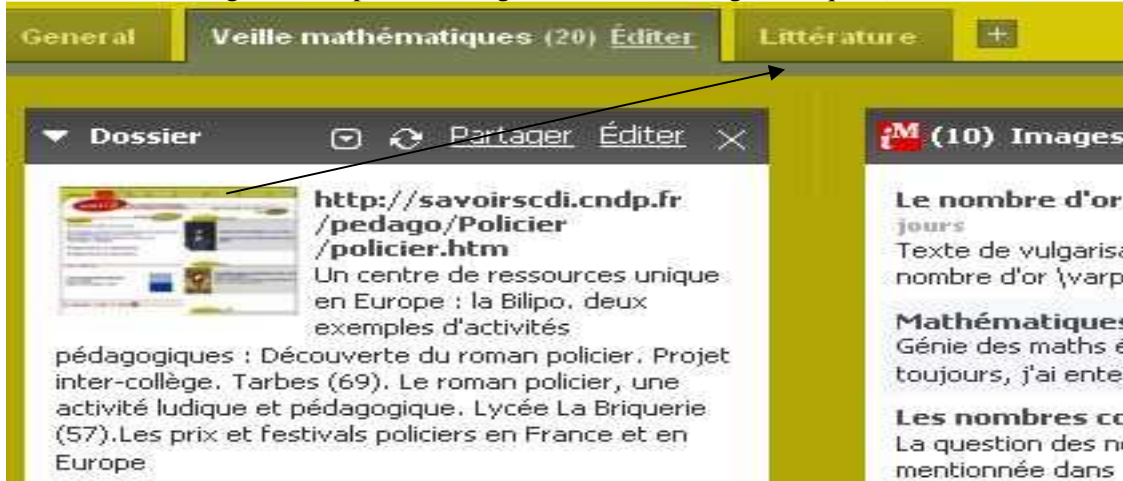 General Veille mathématiques (20) Éditer Littérature +
Dossier Partager Éditer
http://savoirscdi.cndp.fr
/pedago/Policier
/policier.htm
Un centre de ressources unique
en Europe : la Bilipo. deux
exemples d'activités
pédagogiques : Découverte du roman policier. Projet
inter-collège. Tarbes (69). Le roman policier, une
activité ludique et pédagogique. Lycée La Briquerie
(57).Les prix et festivals policiers en France et en
Europe
(10) Images
Le nombre d'or
jours
Texte de vulgarisa
nombre d'or \varp
Mathématiques
Génie des maths é
toujours, j'ai ente
Les nombres co
La question des no
mentionnée dans